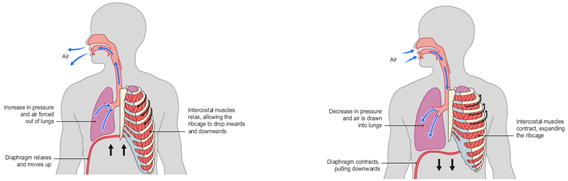 Air
Increase in pressure
and air forced
out of lungs
Intercostal muscles
relax, allowing the
ribcage to drop inwards
and downwards
Diaphragm relaxes
and moves up
Air
Decrease in pressure
and air is drawn
into lungs
Intercostal muscles
contract, expanding
the ribcage
Diaphragm contracts,
pulling downwards